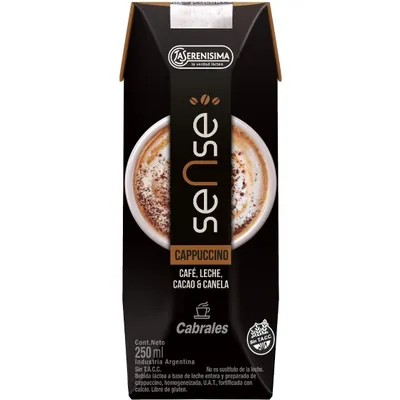 LA SERENISIMA
la verdad láctea
sense
CAPPUCCINO
CAFÉ, LECHE,
CACAO & CANELA
Cabrales
Cont.Neto
250 ml
Industria Argentina
Sin T.A.C.C. No es sustituto de la leche.
Bebida láctea a base de leche entera y preparado de
cappuccino, homogeneizada, U.A.T., fortificada con
calcio. Libre de gluten.
Sin T.A.C.C.